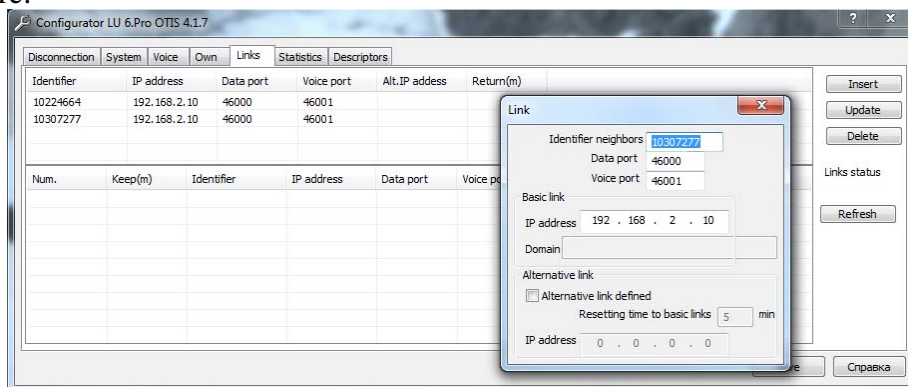 re.
Configurator LU 6.Pro OTIS 4.1.7
Disconnection System Voice Own Links Statistics Descriptors
Identifier IP address Data port Voice port Alt.IP addess Return(m)
10224664 192.168.2.10 46000 46001
10307277 192.168.2.10 46000 46001
Insert
Update
Delete
Links status
Refresh
Num. Keep(m) Identifier IP address Data port Voice po
Link
Identifier neighbors 10307277
Data port 46000
Voice port 46001
Basic link
IP address 192 . 168 . 2 . 10
Domain
Alternative link
Alternative link defined
Resetting time to basic links 5 min
IP address 0 . 0 . 0 . 0
e
Справка